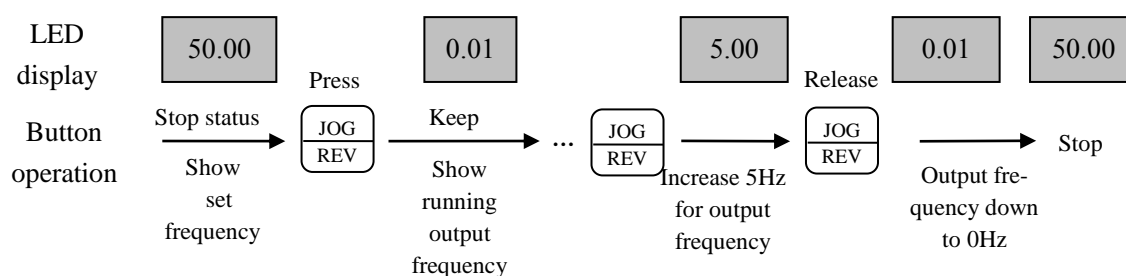 LED
display
50.00
0.01
5.00
0.01
50.00
Button
operation
Stop status
Show
set
frequency
Press
JOG
REV
Keep
Show
running
output
frequency
...
JOG
REV
Increase 5Hz
for output
frequency
Release
JOG
REV
Output fre-
quency down
to 0Hz
Stop